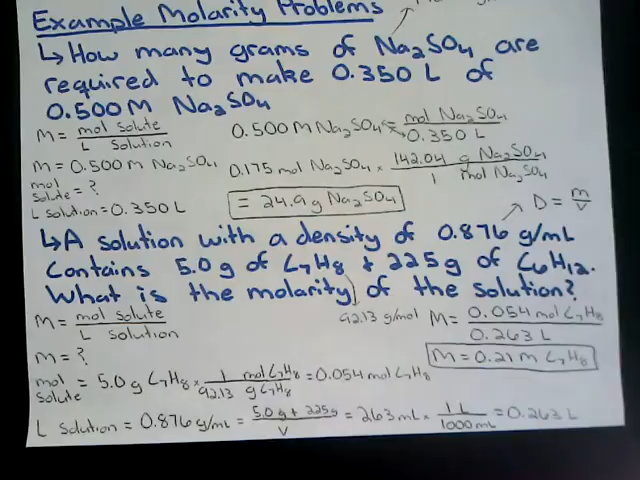 Example Molarity Problems
↳ How many grams of Na₂SO₄ are
required to make 0.350 L of
0.500 M Na₂SO₄
M = mol solute / L solution
0.500 M Na₂SO₄ = mol Na₂SO₄ / 0.350 L
M = 0.500 M Na₂SO₄
0.175 mol Na₂SO₄ × 142.04 g Na₂SO₄ / 1 mol Na₂SO₄
mol solute = ?
= 24.9 g Na₂SO₄
L solution = 0.350 L
D = m/v
↳ A solution with a density of 0.876 g/mL
contains 5.0 g of C₇H₈ + 225 g of C₆H₁₂.
What is the molarity of the solution?
M = mol solute / L solution
92.13 g/mol
M = 0.054 mol C₇H₈ / 0.263 L
M = ?
M = 0.21 M C₇H₈
mol solute = 5.0 g C₇H₈ × 1 mol C₇H₈ / 92.13 g C₇H₈ = 0.054 mol C₇H₈
L solution = 0.876 g/mL = 5.0 g + 225 g / V = 263 mL × 1 L / 1000 mL = 0.263 L